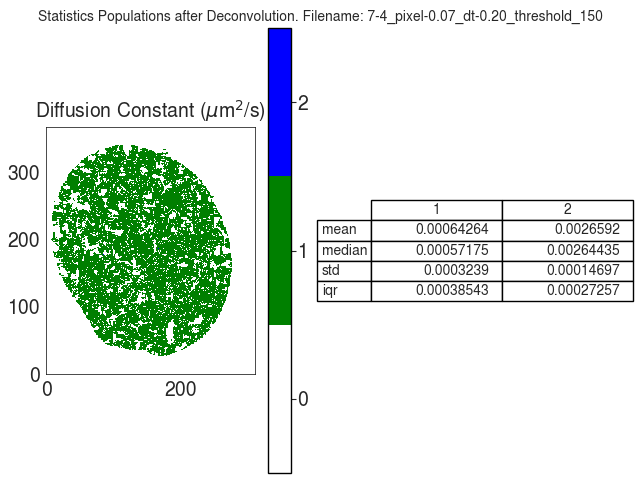 Statistics Populations after Deconvolution. Filename: 7-4_pixel-0.07_dt-0.20_threshold_150
Diffusion Constant (μm²/s)
300
200
100
0
0 200
2
1
0
1 2
mean 0.00064264 0.0026592
median 0.00057175 0.00264435
std 0.0003239 0.00014697
iqr 0.00038543 0.00027257